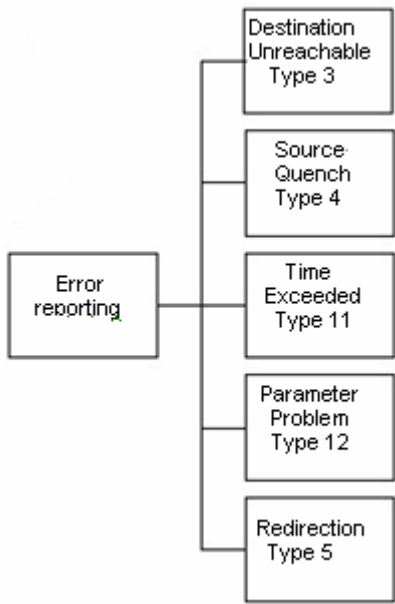 Destination
Unreachable
Type 3
Source
Quench
Type 4
Error
reporting
Time
Exceeded
Type 11
Parameter
Problem
Type 12
Redirection
Type 5